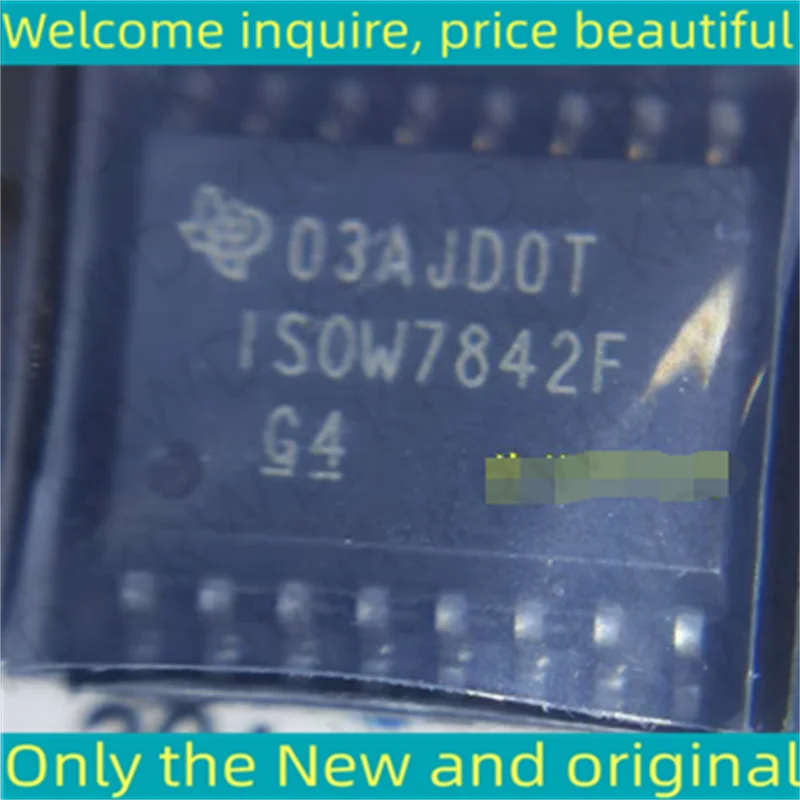 Welcome inquire, price beautiful
03AJD0T
ISOW7842F
G4
Only the New and original